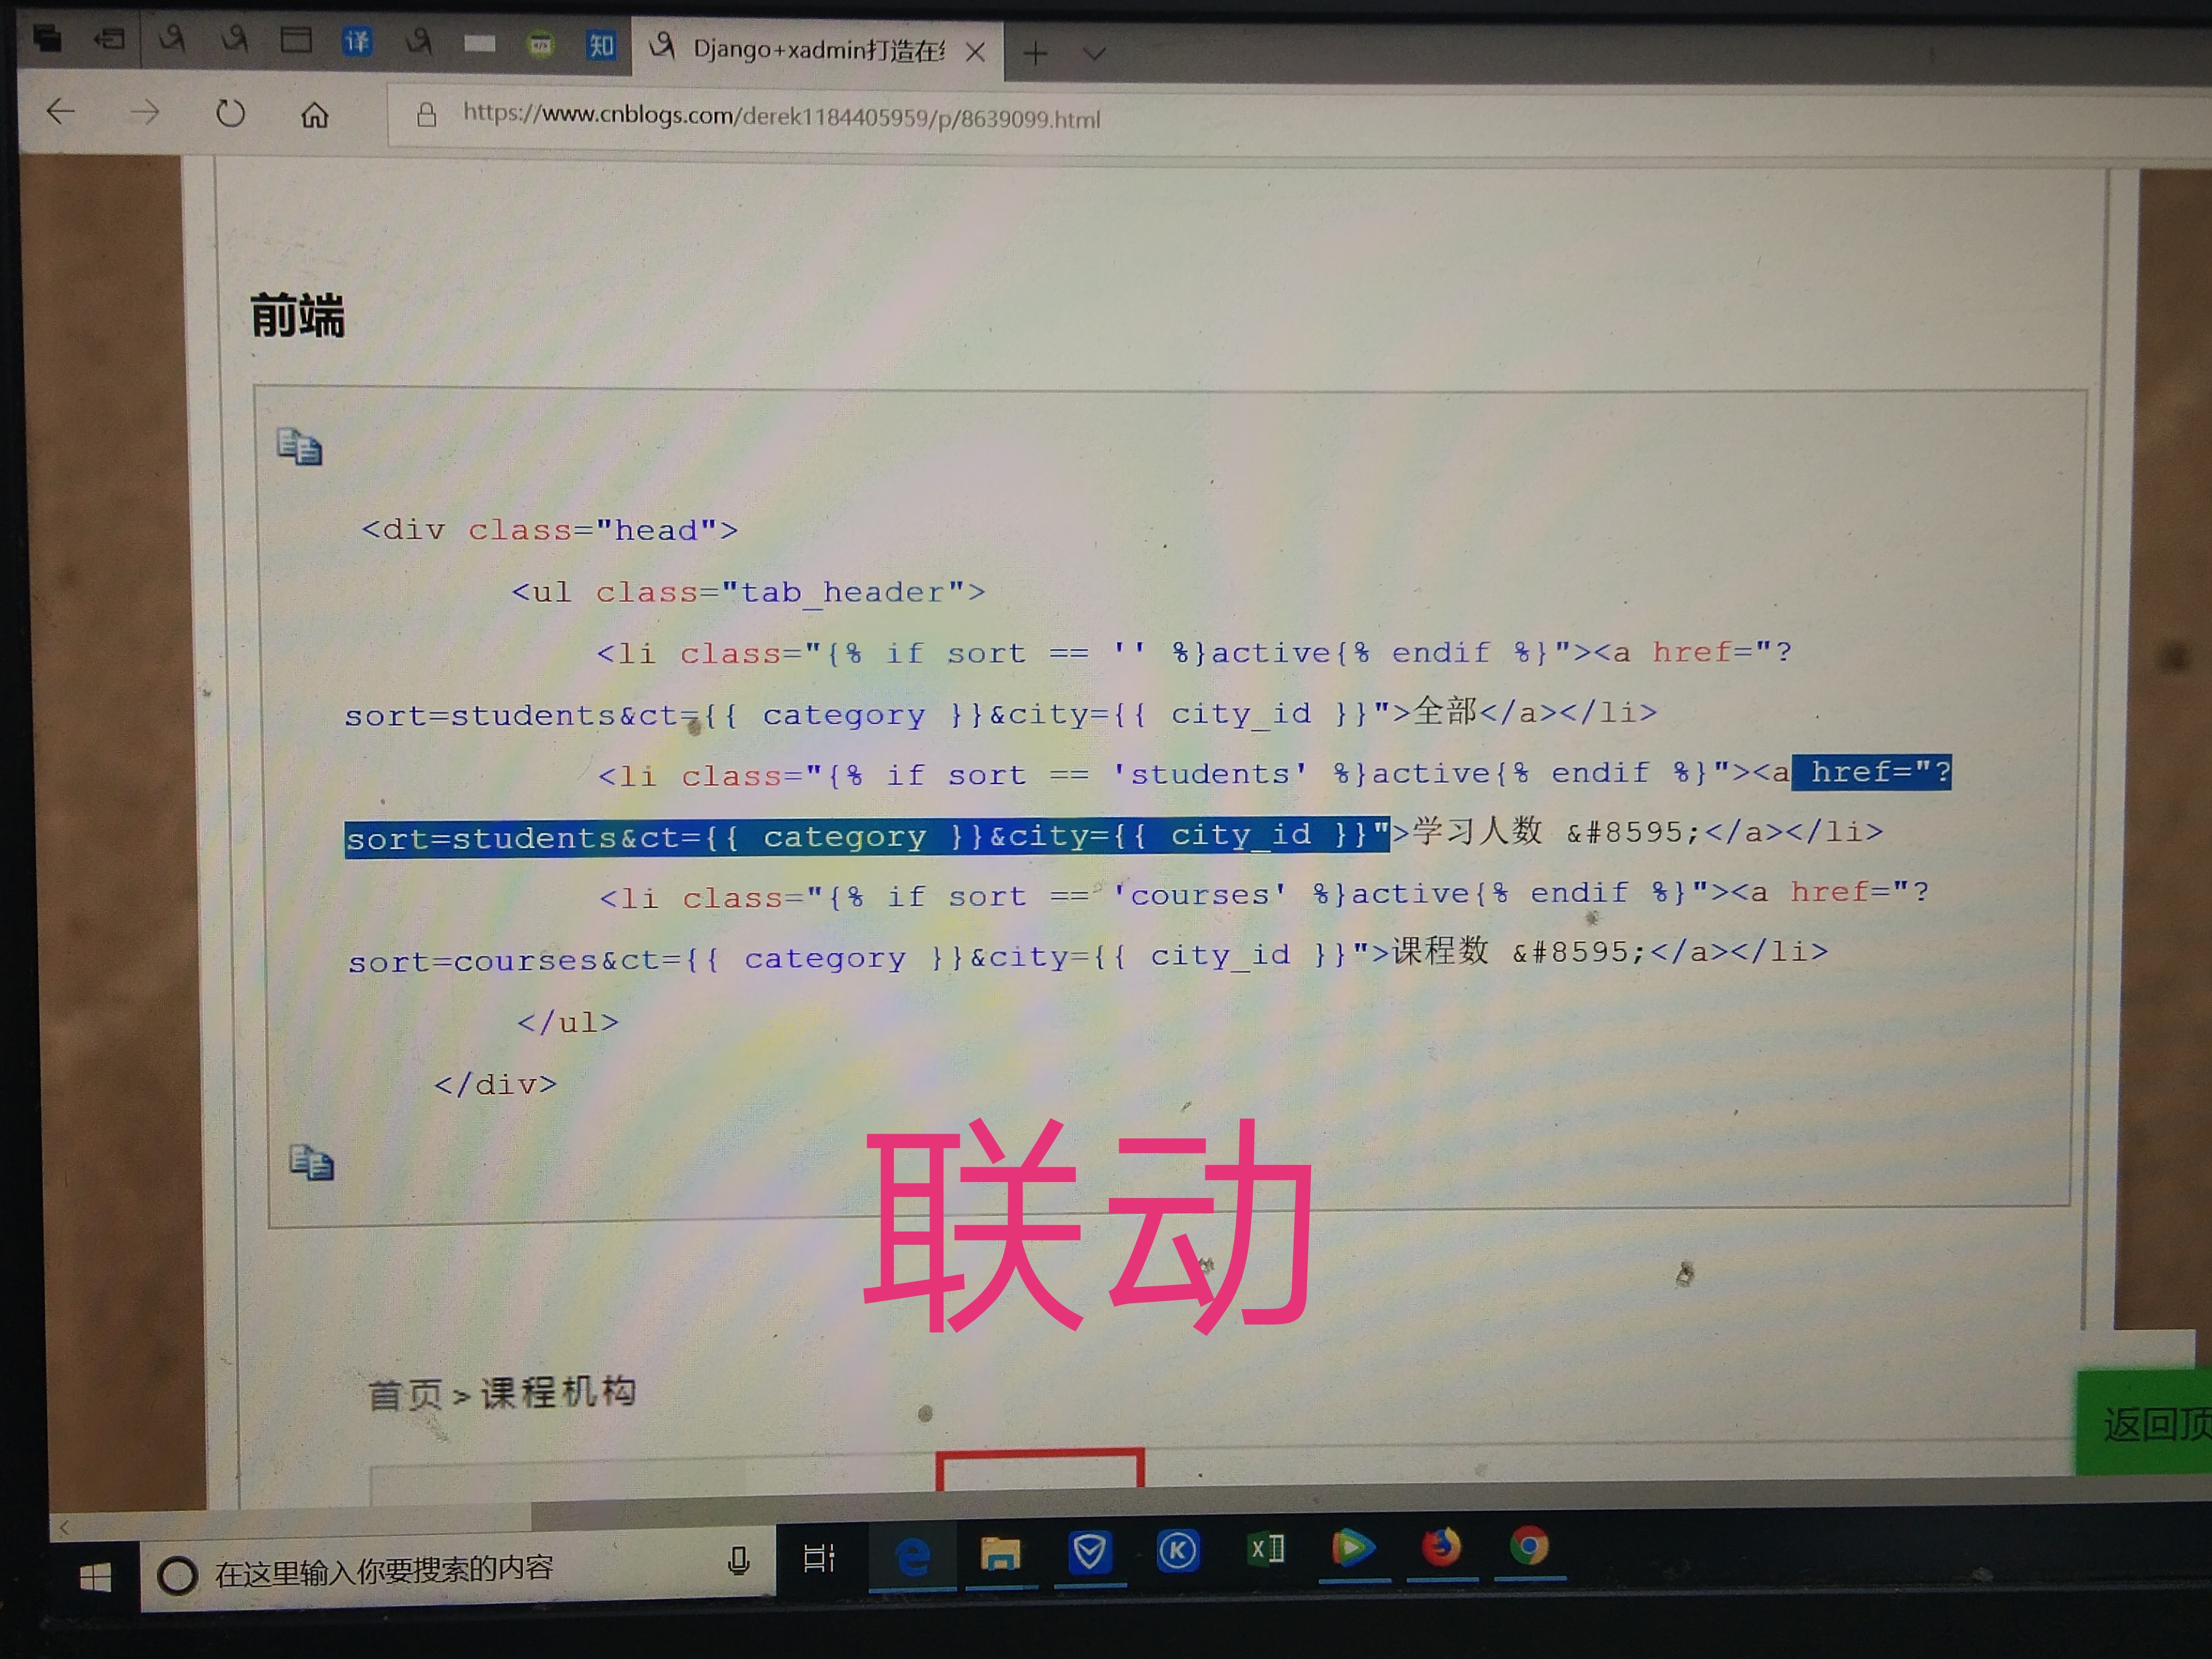 译
知
Django+xadmin打造在线
https://www.cnblogs.com/derek1184405959/p/8639099.html
前端
<div class="head">
<ul class="tab_header">
<li class="{% if sort == '' %}active{% endif %}"><a href="?
sort=students&ct={{ category }}&city={{ city_id }}">全部</a></li>
<li class="{% if sort == 'students' %}active{% endif %}"><a href="?
sort=students&ct={{ category }}&city={{ city_id }}">学习人数 &#8595;</a></li>
<li class="{% if sort == 'courses' %}active{% endif %}"><a href="?
sort=courses&ct={{ category }}&city={{ city_id }}">课程数 &#8595;</a></li>
</ul>
</div>
联动
首页 > 课程机构
返回顶
在这里输入你要搜索的内容